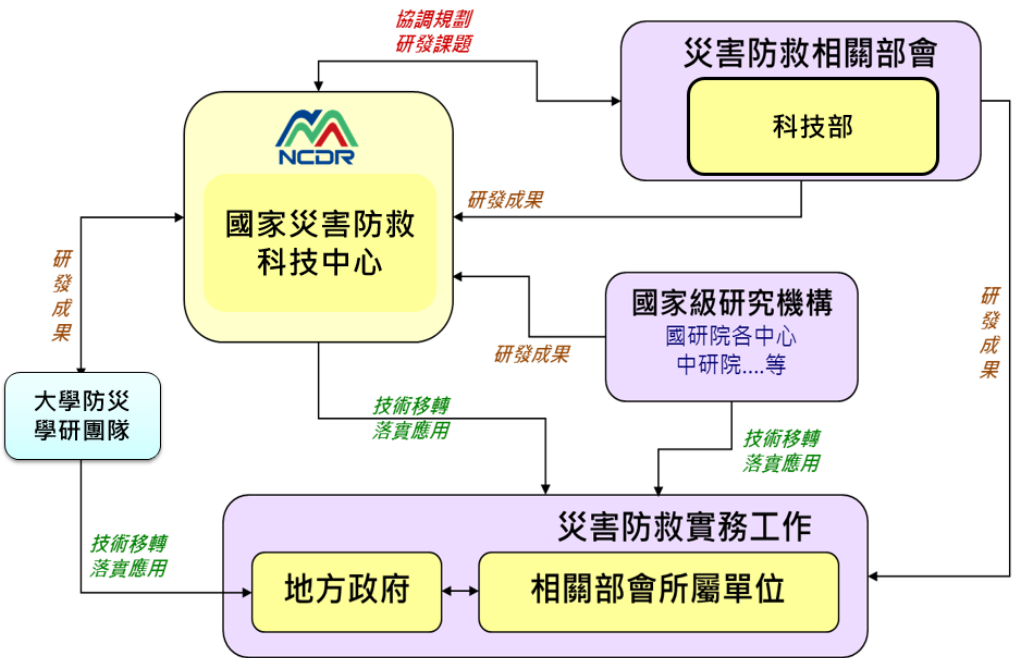 協調規劃
研發課題
災害防救相關部會
科技部
NCDR
國家災害防救
科技中心
研發成果
研
發
成
果
國家級研究機構
國研院各中心
中研院....等
研發成果
研
發
成
果
大學防災
學研團隊
技術移轉
落實應用
技術移轉
落實應用
災害防救實務工作
技術移轉
落實應用
地方政府
相關部會所屬單位